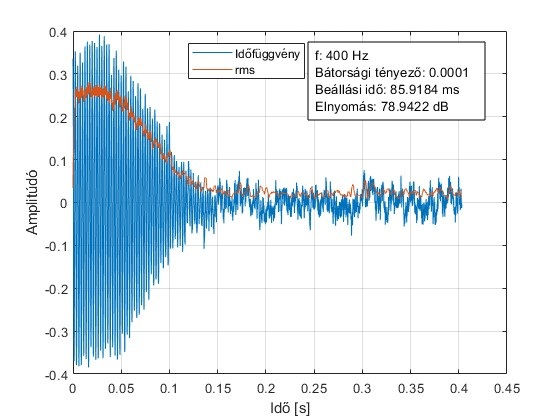 0.4
0.3
0.2
0.1
0
-0.1
-0.2
-0.3
-0.4
Amplitúdó
Időfüggvény
rms
f: 400 Hz
Bátorsági tényező: 0.0001
Beállási idő: 85.9184 ms
Elnyomás: 78.9422 dB
0 0.05 0.1 0.15 0.2 0.25 0.3 0.35 0.4 0.45
Idő [s]